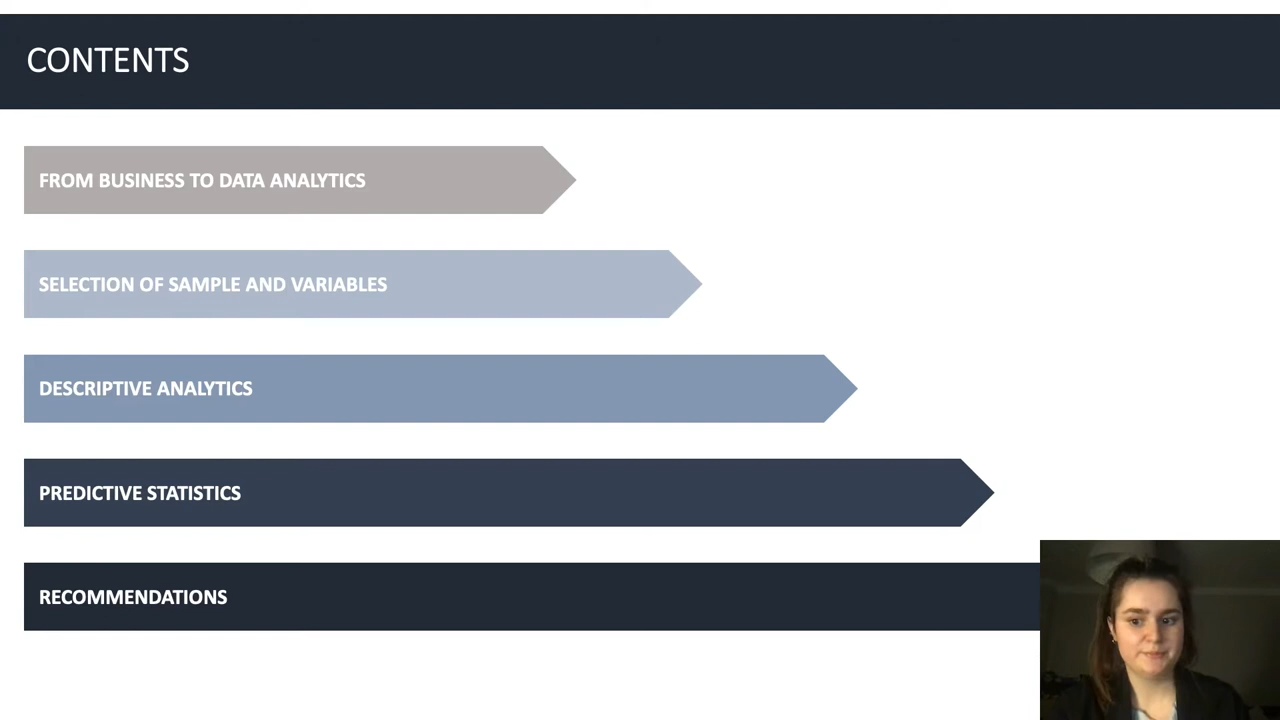 CONTENTS
FROM BUSINESS TO DATA ANALYTICS
SELECTION OF SAMPLE AND VARIABLES
DESCRIPTIVE ANALYTICS
PREDICTIVE STATISTICS
RECOMMENDATIONS